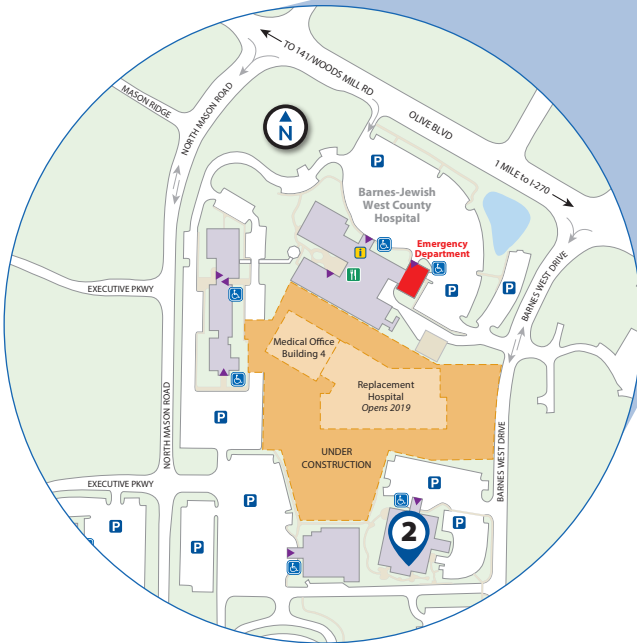 TO 141/WOODS MILL RD
MASON RIDGE
NORTH MASON ROAD
N
OLIVE BLVD
P
1 MILE to I-270
Barnes-Jewish
West County
Hospital
Emergency
Department
i
P
P
BARNES WEST DRIVE
EXECUTIVE PKWY
Medical Office
Building 4
Replacement
Hospital
Opens 2019
NORTH MASON ROAD
P
UNDER
CONSTRUCTION
BARNES WEST DRIVE
EXECUTIVE PKWY
P
P
P
P
P
2